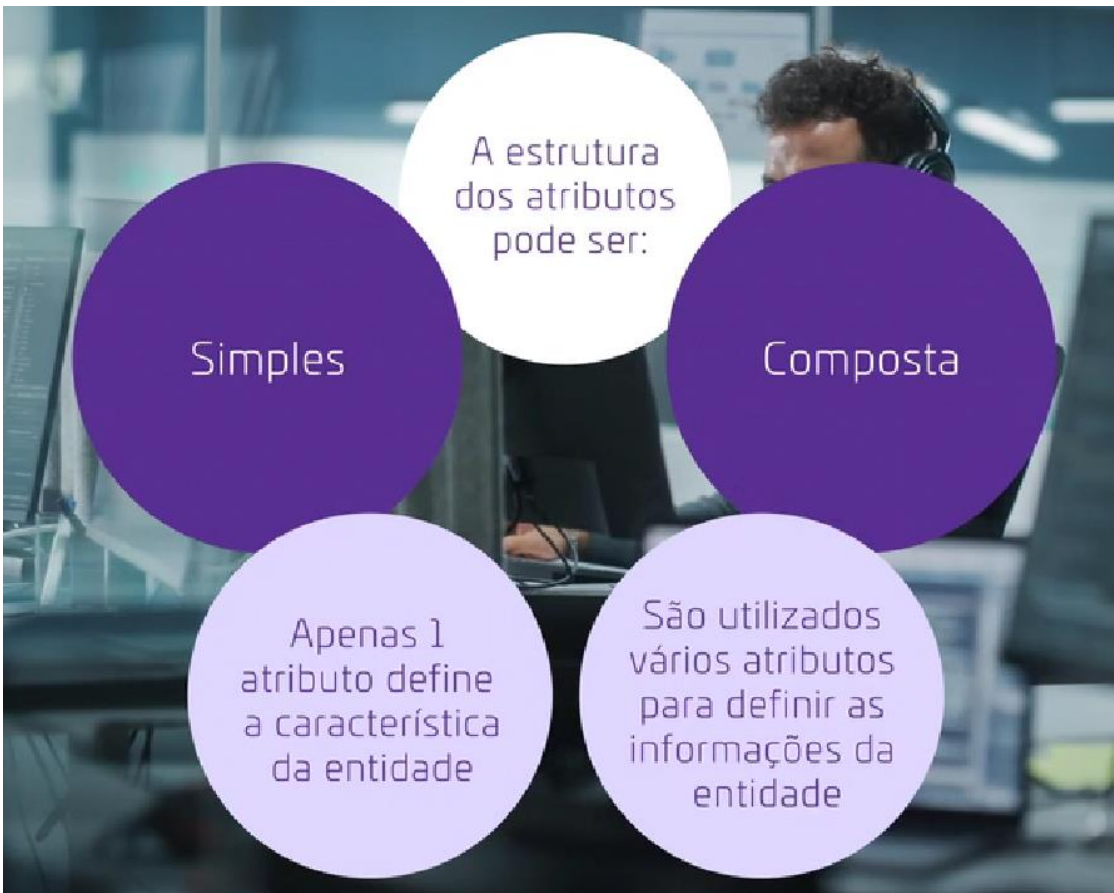 A estrutura
dos atributos
pode ser:
Simples
Composta
Apenas 1
atributo define
a característica
da entidade
São utilizados
vários atributos
para definir as
informações da
entidade